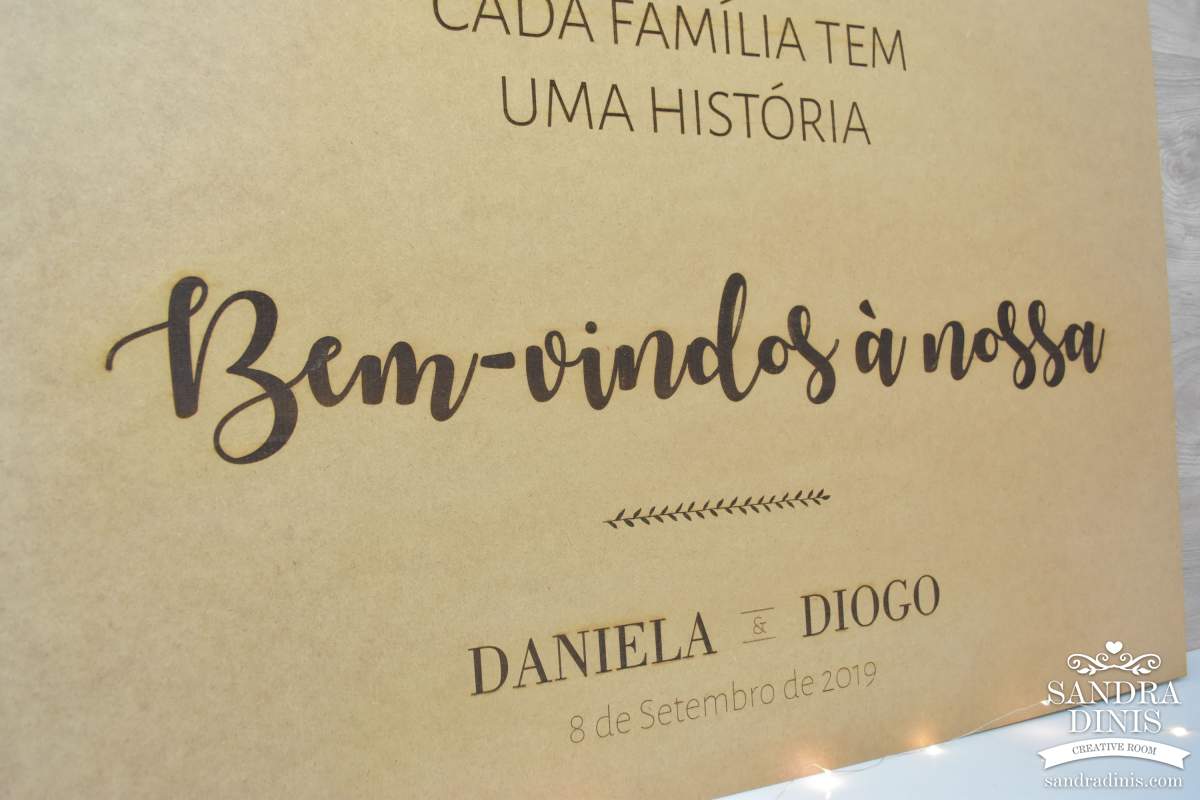 CADA FAMÍLIA TEM
UMA HISTÓRIA
Bem-vindos à nossa
DANIELA & DIOGO
8 de Setembro de 2019
SANDRA
DINIS
CREATIVE ROOM
sandradinis.com